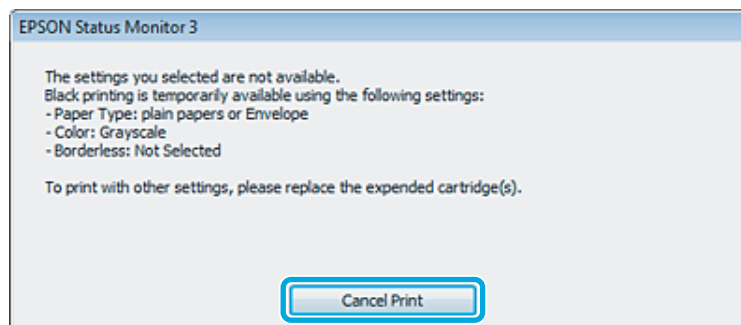 EPSON Status Monitor 3
The settings you selected are not available.
Black printing is temporarily available using the following settings:
- Paper Type: plain papers or Envelope
- Color: Grayscale
- Borderless: Not Selected
To print with other settings, please replace the expended cartridge(s).
Cancel Print